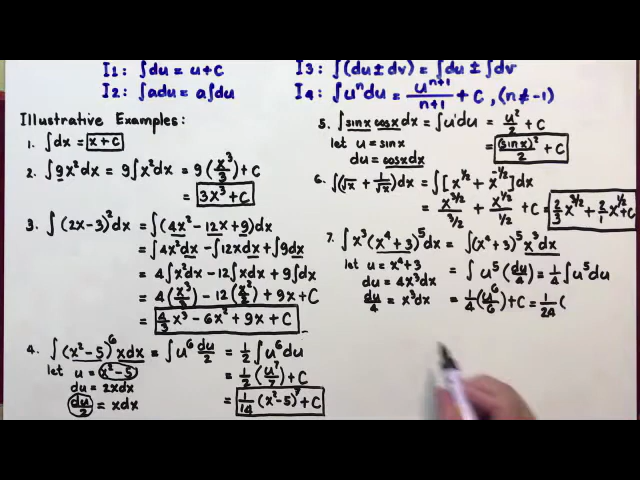 I1: ∫du = u+C
I2: ∫adu = a∫du
I3: ∫(du ± dv) = ∫du ± ∫dv
I4: ∫uⁿdu = uⁿ⁺¹/n+1 + C, (n ≠ -1)
Illustrative Examples:
1. ∫dx = x + C
2. ∫9x²dx = 9∫x²dx = 9(x³/3) + C
= 3x³ + C
3. ∫(2x-3)²dx = ∫(4x²-12x+9)dx
= ∫4x²dx - ∫12xdx + ∫9dx
= 4∫x²dx - 12∫xdx + 9∫dx
= 4(x³/3) - 12(x²/2) + 9x + C
= 4/3 x³ - 6x² + 9x + C
4. ∫(x²-5)⁶xdx = ∫u⁶ du/2 = 1/2 ∫u⁶du
let u = x²-5 = 1/2 (u⁷/7) + C
du = 2xdx = 1/14 (x²-5)⁷ + C
du/2 = xdx
5. ∫sinx cosxdx = ∫u'du = u²/2 + C
let u = sinx = (sinx)²/2 + C
du = cosxdx
6. ∫(√x + 1/√x)dx = ∫[x^1/2 + x^-1/2]dx
= x^3/2 / 3/2 + x^1/2 / 1/2 + C = 2/3 x^3/2 + 2/1 x^1/2 + C
7. ∫x³(x⁴+3)⁵dx = ∫(x⁴+3)⁵x³dx
let u = x⁴+3 = ∫u⁵(du/4) = 1/4 ∫u⁵du
du = 4x³dx
du/4 = x³dx = 1/4 (u⁶/6) + C = 1/24 (